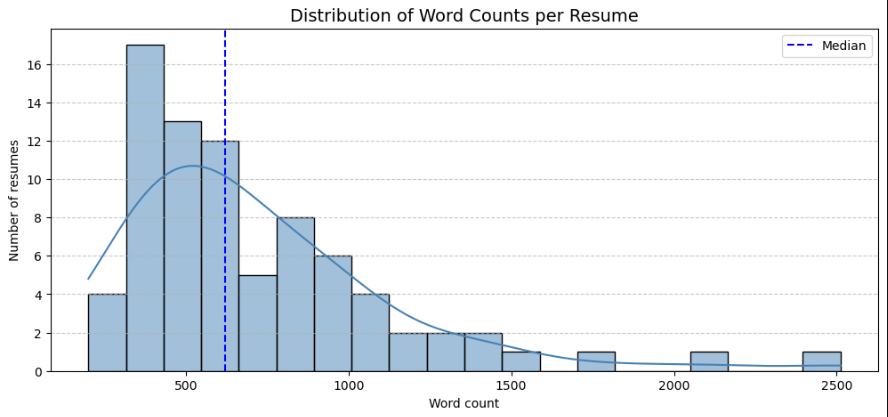 Distribution of Word Counts per Resume
Median
16
14
12
10
8
6
4
2
0
Number of resumes
500 1000 1500 2000 2500
Word count